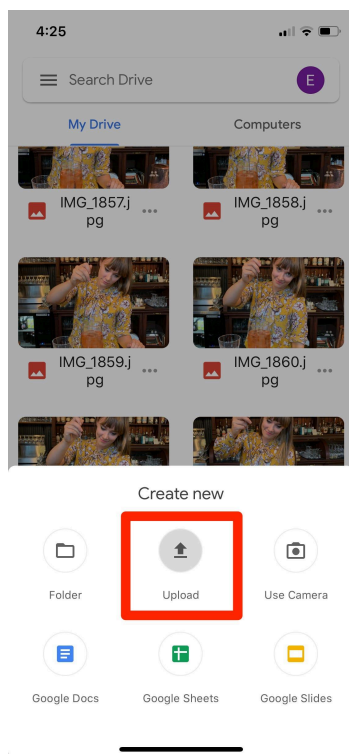 4:25
Search Drive
E
My Drive
Computers
IMG_1857.j
pg
IMG_1858.j
pg
IMG_1859.j
pg
IMG_1860.j
pg
Create new
Folder
Upload
Use Camera
Google Docs
Google Sheets
Google Slides